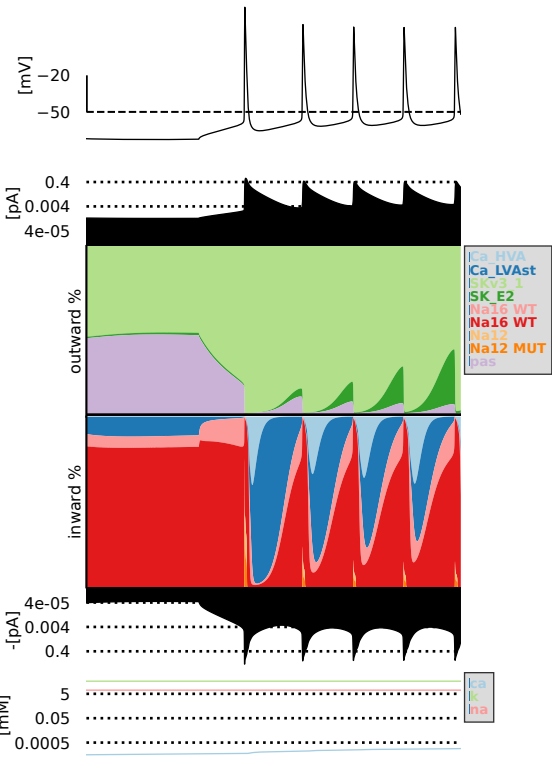 [mV]
−20
−50
[pA]
0.4
0.004
4e-05
outward %
Ca_HVA
Ca_LVAst
SKv3_1
SK_E2
Na16 WT
Na16 WT
Na12
Na12 MUT
pas
inward %
-[pA]
4e-05
0.004
0.4
[mM]
5
0.05
0.0005
ca
k
na